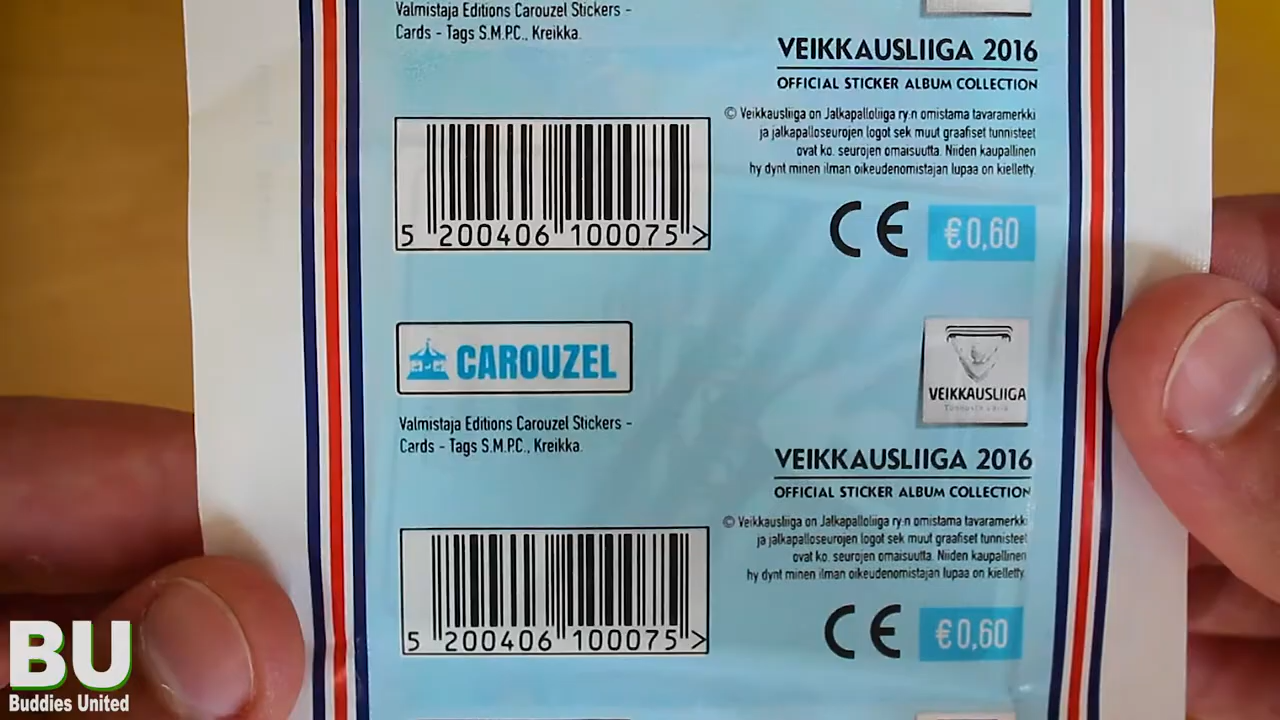 Valmistaja Editions Carouzel Stickers -
Cards - Tags S.M.P.C., Kreikka.
VEIKKAUSLIIGA 2016
OFFICIAL STICKER ALBUM COLLECTION
© Veikkausliiga on Jalkapalloliiga ry:n omistama tavaramerkki
ja jalkapalloseurojen logot sek muut graafiset tunnisteet
ovat ko. seurojen omaisuutta. Niiden kaupallinen
hy dynt minen ilman oikeudenomistajan lupaa on kielletty.
5 200406 100075 >
CE
€0,60
CAROUZEL
VEIKKAUSLIIGA
Valmistaja Editions Carouzel Stickers -
Cards - Tags S.M.P.C., Kreikka.
VEIKKAUSLIIGA 2016
OFFICIAL STICKER ALBUM COLLECTION
© Veikkausliiga on Jalkapalloliiga ry:n omistama tavaramerkki
ja jalkapalloseurojen logot sek muut graafiset tunnisteet
ovat ko. seurojen omaisuutta. Niiden kaupallinen
hy dynt minen ilman oikeudenomistajan lupaa on kielletty.
5 200406 100075 >
CE
€0,60
BU
Buddies United